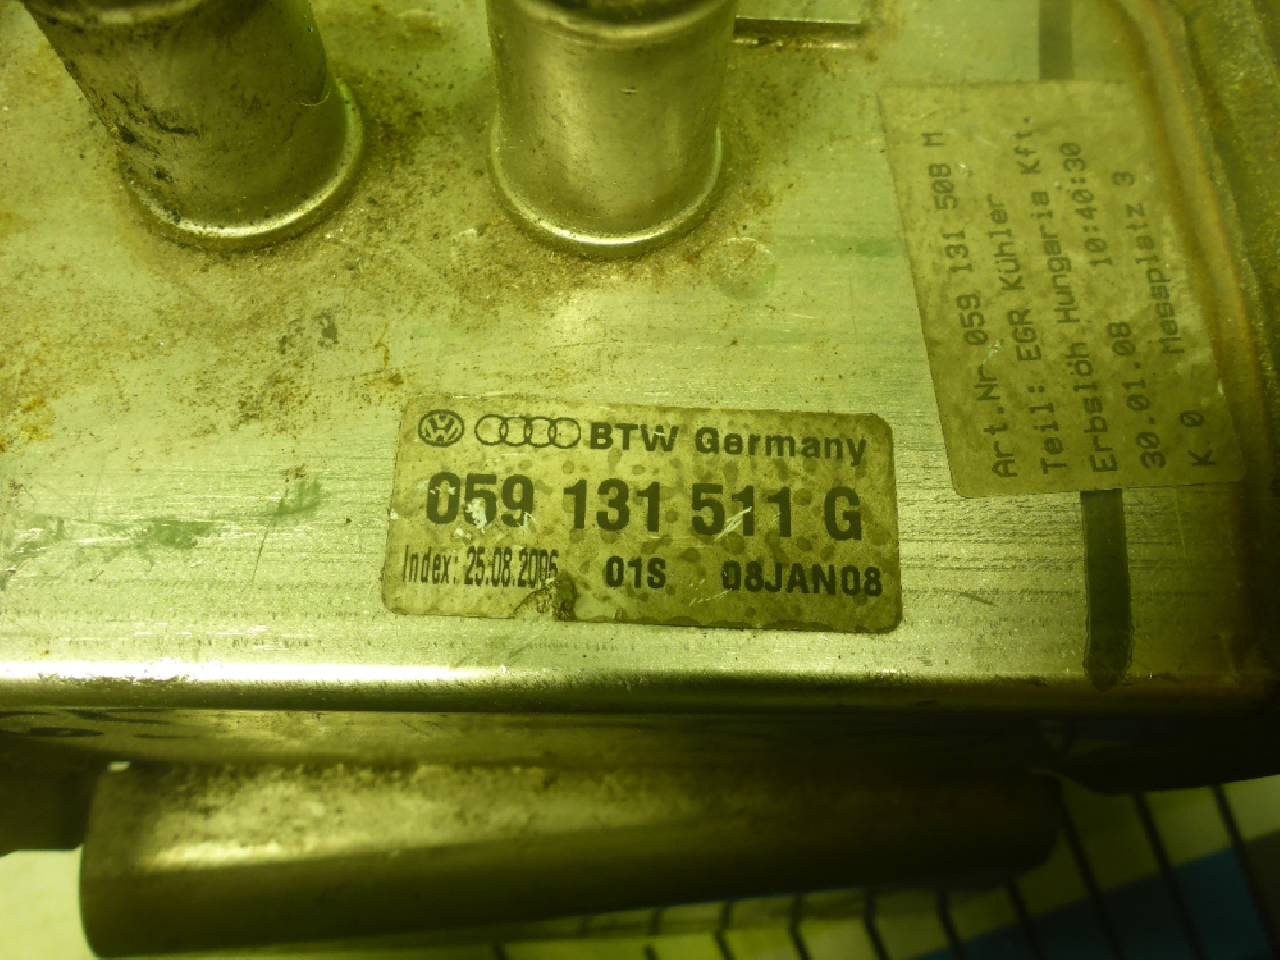 BTW Germany
059 131 511 G
Index: 25.08.2006 01S 08JAN08
Art.Nr 059 131 508 M
Teil: EGR Kühler
Erbslöh Hungaria Kft.
30.01.08 10:40:30
K 0 Messplatz 3